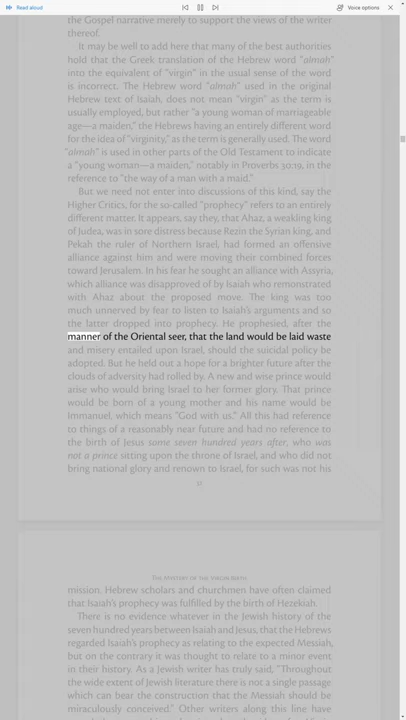 Read aloud
Voice options
the Gospel narrative merely to support the views of the writer
thereof.
It may be well to add here that many of the best authorities
hold that the Greek translation of the Hebrew word "almah"
into the equivalent of "virgin" in the usual sense of the word
is incorrect. The Hebrew word "almah" used in the original
Hebrew text of Isaiah, does not mean "virgin" as the term is
usually employed, but rather "a young woman of marriageable
age—a maiden," the Hebrews having an entirely different word
for the idea of "virginity," as the term is generally used. The word
"almah" is used in other parts of the Old Testament to indicate
a "young woman—a maiden," notably in Proverbs 30:19, in the
reference to "the way of a man with a maid."
But we need not enter into discussions of this kind, say the
Higher Critics, for the so-called "prophecy" refers to an entirely
different matter. It appears, say they, that Ahaz, a weakling king
of Judea, was in sore distress because Rezin the Syrian king, and
Pekah the ruler of Northern Israel, had formed an offensive
alliance against him and were moving their combined forces
toward Jerusalem. In his fear he sought an alliance with Assyria,
which alliance was disapproved of by Isaiah who remonstrated
with Ahaz about the proposed move. The king was too
much unnerved by fear to listen to Isaiah's arguments and so
the latter dropped into prophecy. He prophesied, after the
manner of the Oriental seer, that the land would be laid waste
and misery entailed upon Israel, should the suicidal policy be
adopted. But he held out a hope for a brighter future after the
clouds of adversity had rolled by. A new and wise prince would
arise who would bring Israel to her former glory. That prince
would be born of a young mother and his name would be
Immanuel, which means "God with us." All this had reference
to things of a reasonably near future and had no reference to
the birth of Jesus some seven hundred years after, who was
not a prince sitting upon the throne of Israel, and who did not
bring national glory and renown to Israel, for such was not his
The Mystery of the Virgin Birth
mission. Hebrew scholars and churchmen have often claimed
that Isaiah's prophecy was fulfilled by the birth of Hezekiah.
There is no evidence whatever in the Jewish history of the
seven hundred years between Isaiah and Jesus, that the Hebrews
regarded Isaiah's prophecy as relating to the expected Messiah,
but on the contrary it was thought to relate to a minor event
in their history. As a Jewish writer has truly said, "Throughout
the wide extent of Jewish literature there is not a single passage
which can bear the construction that the Messiah should be
miraculously conceived." Other writers along this line have